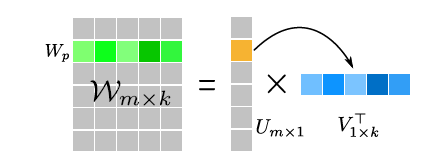 W_p
𝒲_{m×k} = × 
U_{m×1} V^⊤_{1×k}